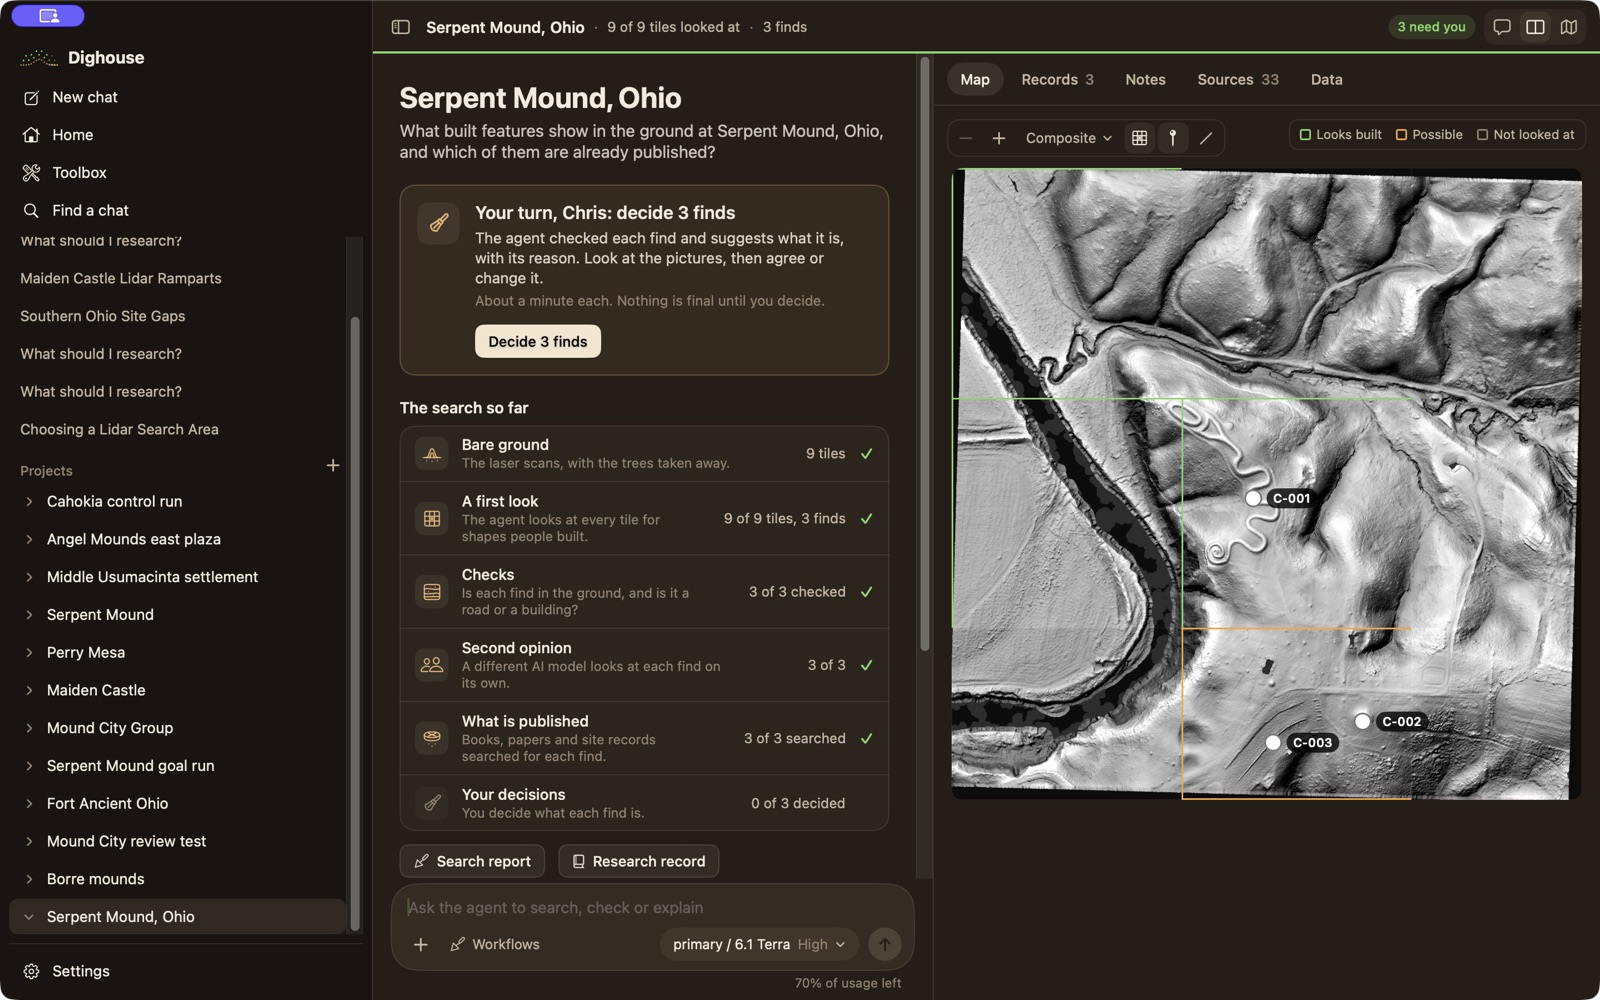 Dighouse
New chat
Home
Toolbox
Find a chat
What should I research?
Maiden Castle Lidar Ramparts
Southern Ohio Site Gaps
What should I research?
What should I research?
Choosing a Lidar Search Area
Projects
Cahokia control run
Angel Mounds east plaza
Middle Usumacinta settlement
Serpent Mound
Perry Mesa
Maiden Castle
Mound City Group
Serpent Mound goal run
Fort Ancient Ohio
Mound City review test
Borre mounds
Serpent Mound, Ohio
Settings
Serpent Mound, Ohio · 9 of 9 tiles looked at · 3 finds
3 need you
Serpent Mound, Ohio
What built features show in the ground at Serpent Mound, Ohio,
and which of them are already published?
Your turn, Chris: decide 3 finds
The agent checked each find and suggests what it is,
with its reason. Look at the pictures, then agree or
change it.
About a minute each. Nothing is final until you decide.
Decide 3 finds
The search so far
Bare ground
The laser scans, with the trees taken away.
9 tiles
A first look
The agent looks at every tile for
shapes people built.
9 of 9 tiles, 3 finds
Checks
Is each find in the ground, and is it a
road or a building?
3 of 3 checked
Second opinion
A different AI model looks at each find on
its own.
3 of 3
What is published
Books, papers and site records
searched for each find.
3 of 3 searched
Your decisions
You decide what each find is.
0 of 3 decided
Search report
Research record
Ask the agent to search, check or explain
Workflows
primary / 6.1 Terra High
70% of usage left
Map
Records 3
Notes
Sources 33
Data
Composite
Looks built
Possible
Not looked at
C-001
C-002
C-003